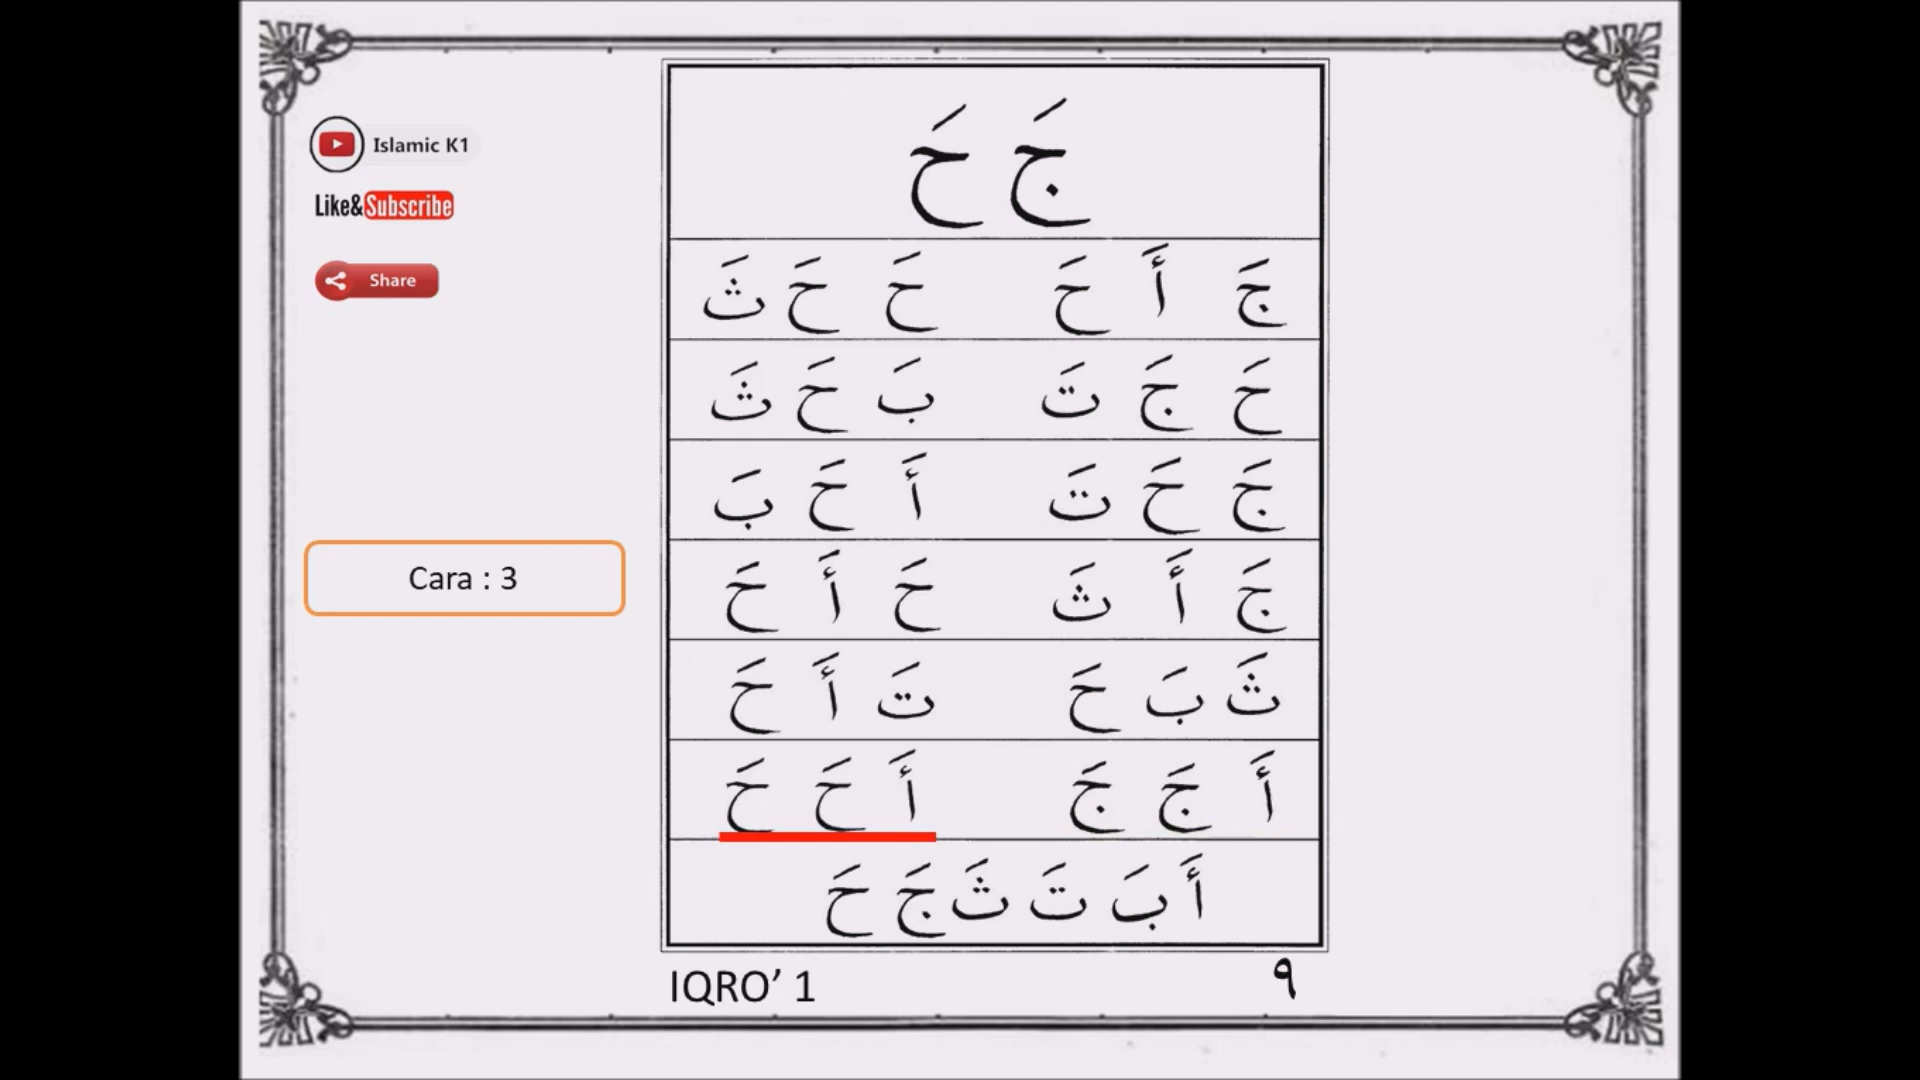 Islamic K1
Like& Subscribe
Share
Cara : 3
جَ حَ
جَ أَ حَ حَ حَ ثَ
حَ جَ تَ بَ حَ ثَ
جَ حَ تَ أَ حَ بَ
جَ أَ ثَ حَ أَ حَ
ثَ بَ حَ تَ أَ حَ
أَ جَ جَ أَ حَ حَ
أَ بَ تَ ثَ جَ حَ
IQRO’ 1 ٩